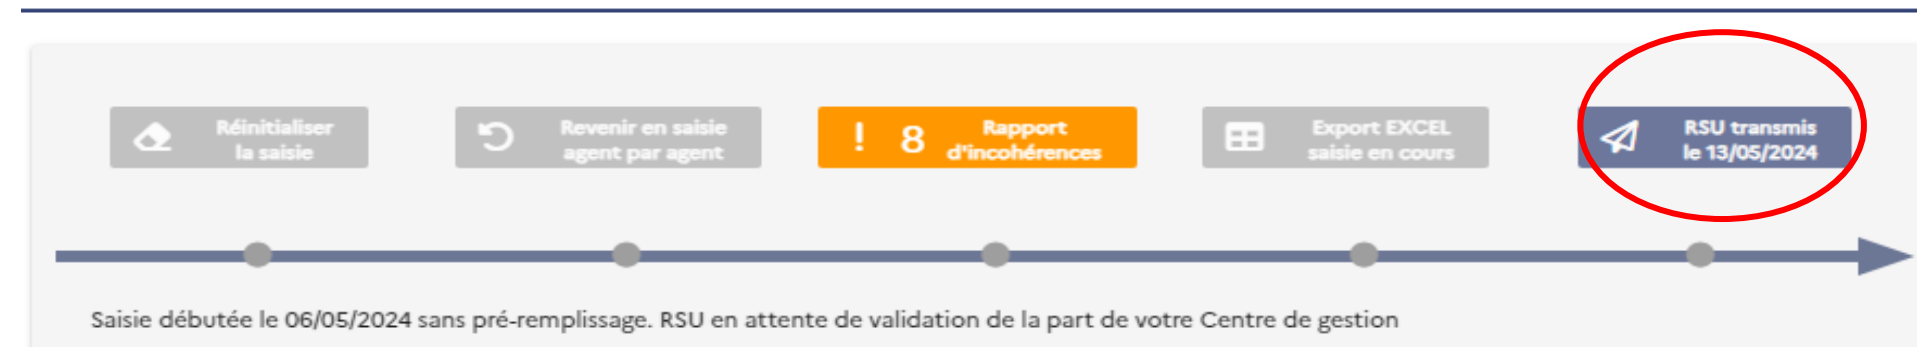 Réinitialiser
la saisie
Revenir en saisie
agent par agent
! 8 Rapport
d'incohérences
Export EXCEL
saisie en cours
RSU transmis
le 13/05/2024
Saisie débutée le 06/05/2024 sans pré-remplissage. RSU en attente de validation de la part de votre Centre de gestion